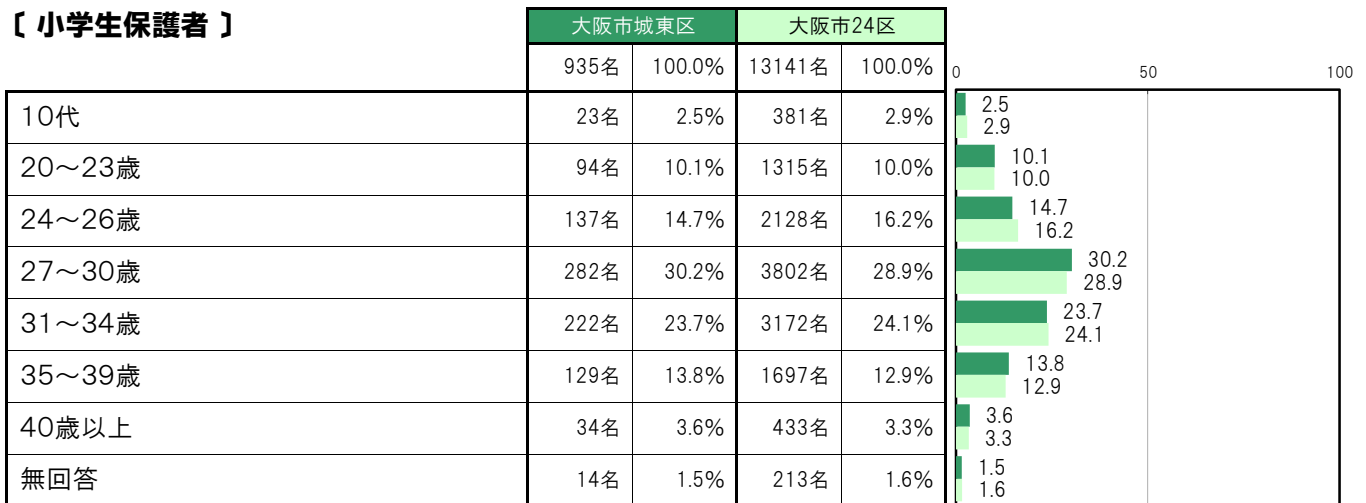 〔 小学生保護者 〕
大阪市城東区 大阪市24区
935名 100.0% 13141名 100.0%
0 50 100
10代 23名 2.5% 381名 2.9% 2.5
2.9
20～23歳 94名 10.1% 1315名 10.0% 10.1
10.0
24～26歳 137名 14.7% 2128名 16.2% 14.7
16.2
27～30歳 282名 30.2% 3802名 28.9% 30.2
28.9
31～34歳 222名 23.7% 3172名 24.1% 23.7
24.1
35～39歳 129名 13.8% 1697名 12.9% 13.8
12.9
40歳以上 34名 3.6% 433名 3.3% 3.6
3.3
無回答 14名 1.5% 213名 1.6% 1.5
1.6